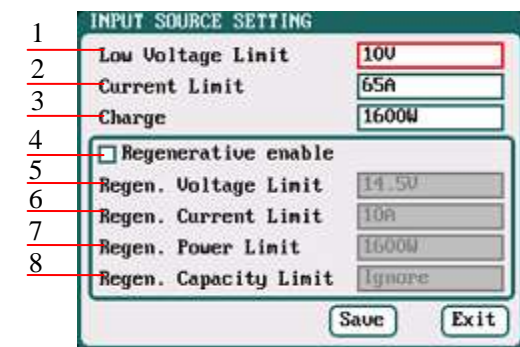 INPUT SOURCE SETTING
1 Low Voltage Limit 10V
2 Current Limit 65A
3 Charge 1600W
4 Regenerative enable
5 Regen. Voltage Limit 14.5V
6 Regen. Current Limit 10A
7 Regen. Power Limit 1600W
8 Regen. Capacity Limit Ignore
Save Exit